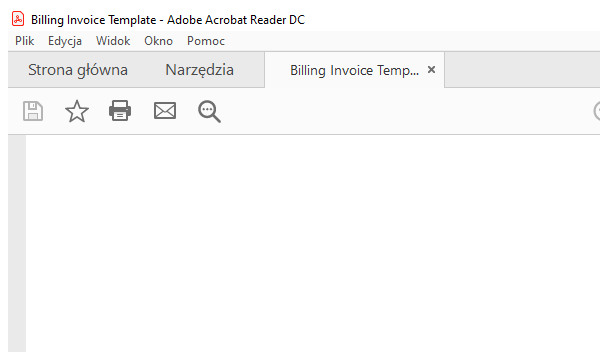 Billing Invoice Template - Adobe Acrobat Reader DC
Plik Edycja Widok Okno Pomoc
Strona główna Narzędzia Billing Invoice Temp... ×